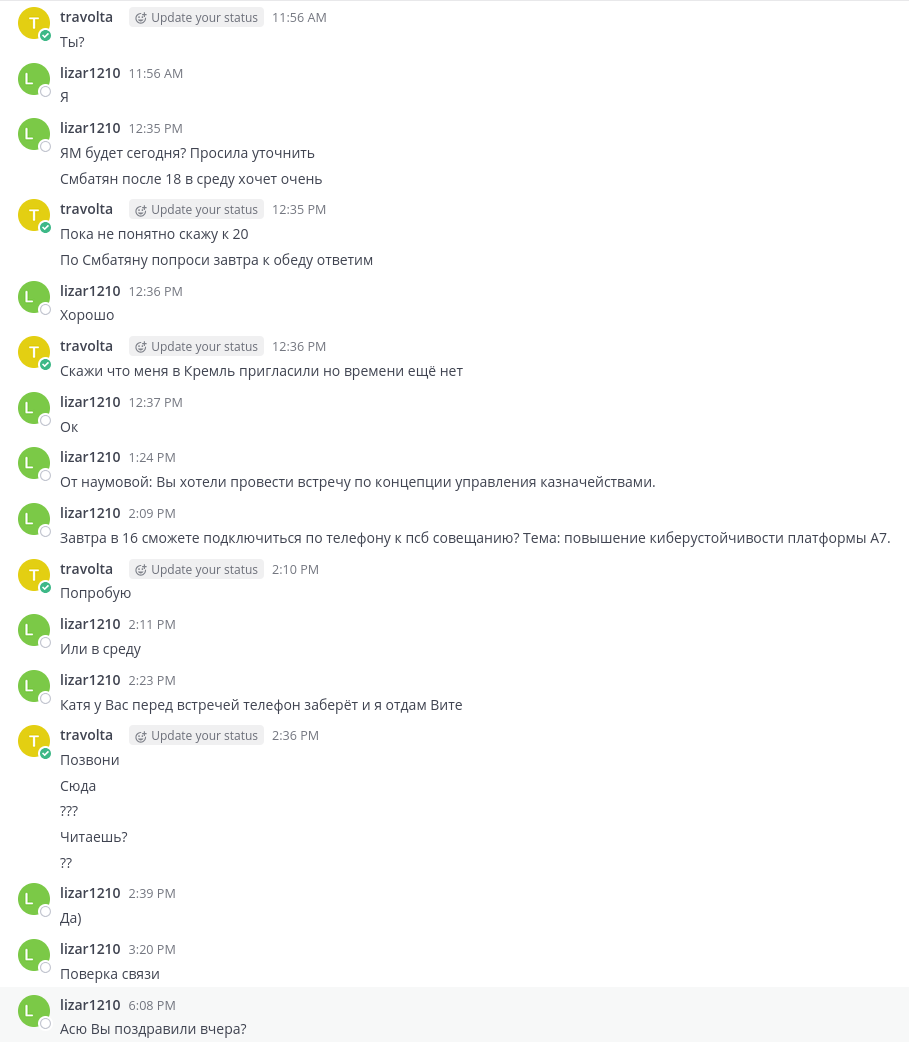 travolta Update your status 11:56 AM
T
Ты?
lizar1210 11:56 AM
L
Я
lizar1210 12:35 PM
L
ЯМ будет сегодня? Просила уточнить
Смбатян после 18 в среду хочет очень
travolta Update your status 12:35 PM
T
Пока не понятно скажу к 20
По Смбатяну попроси завтра к обеду ответим
lizar1210 12:36 PM
L
Хорошо
travolta Update your status 12:36 PM
T
Скажи что меня в Кремль пригласили но времени ещё нет
lizar1210 12:37 PM
L
Ок
lizar1210 1:24 PM
L
От наумовой: Вы хотели провести встречу по концепции управления казначействами.
lizar1210 2:09 PM
L
Завтра в 16 сможете подключиться по телефону к псб совещанию? Тема: повышение киберустойчивости платформы А7.
travolta Update your status 2:10 PM
T
Попробую
lizar1210 2:11 PM
L
Или в среду
lizar1210 2:23 PM
L
Катя у Вас перед встречей телефон заберёт и я отдам Вите
travolta Update your status 2:36 PM
T
Позвони
Сюда
???
Читаешь?
??
lizar1210 2:39 PM
L
Да)
lizar1210 3:20 PM
L
Поверка связи
lizar1210 6:08 PM
L
Асю Вы поздравили вчера?